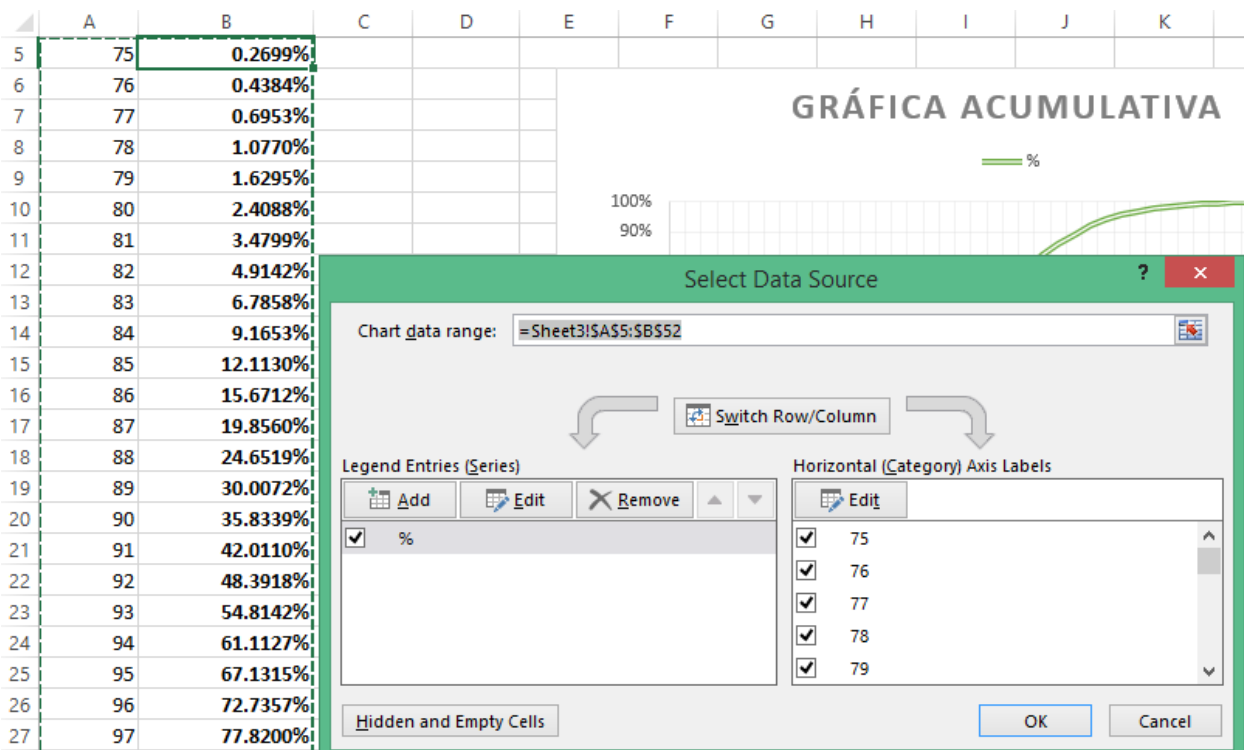 A B C D E F G H I J K
5 75 0.2699%
6 76 0.4384%
7 77 0.6953%
8 78 1.0770%
9 79 1.6295%
10 80 2.4088%
11 81 3.4799%
12 82 4.9142%
13 83 6.7858%
14 84 9.1653%
15 85 12.1130%
16 86 15.6712%
17 87 19.8560%
18 88 24.6519%
19 89 30.0072%
20 90 35.8339%
21 91 42.0110%
22 92 48.3918%
23 93 54.8142%
24 94 61.1127%
25 95 67.1315%
26 96 72.7357%
27 97 77.8200%
GRÁFICA ACUMULATIVA
%
100%
90%
Select Data Source ?
Chart data range: =Sheet3!$A$5:$B$52
Switch Row/Column
Legend Entries (Series)
Add Edit Remove
%
Horizontal (Category) Axis Labels
Edit
75
76
77
78
79
Hidden and Empty Cells
OK Cancel